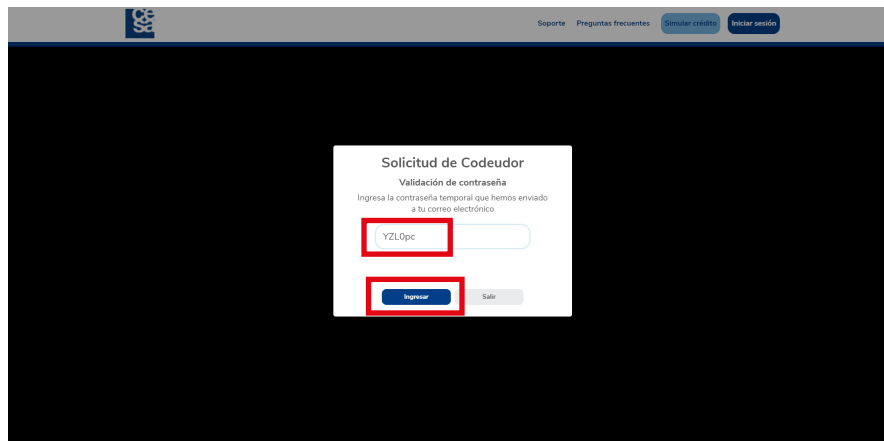 cesa
Soporte Preguntas frecuentes Simular crédito Iniciar sesión
Solicitud de Codeudor
Validación de contraseña
Ingresa la contraseña temporal que hemos enviado
a tu correo electrónico
YZL0pc
Ingresar Salir